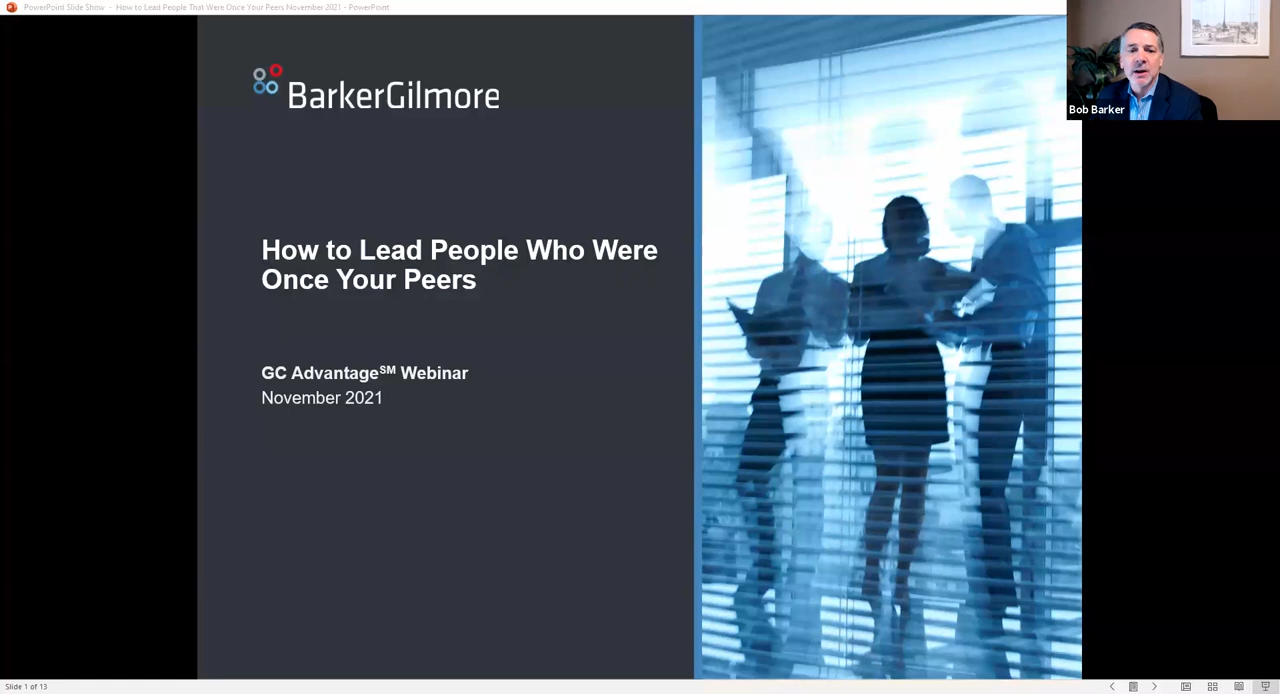 PowerPoint Slide Show - How to Lead People That Were Once Your Peers November 2021 - PowerPoint
Bob Barker
BarkerGilmore
How to Lead People Who Were
Once Your Peers
GC Advantage℠ Webinar
November 2021
Slide 1 of 13